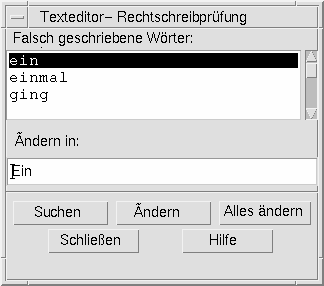 Texteditor– Rechtschreibprüfung
Falsch geschriebene Wörter:
ein
einmal
ging
Ändern in:
Ein
Suchen Ändern Alles ändern
Schließen Hilfe